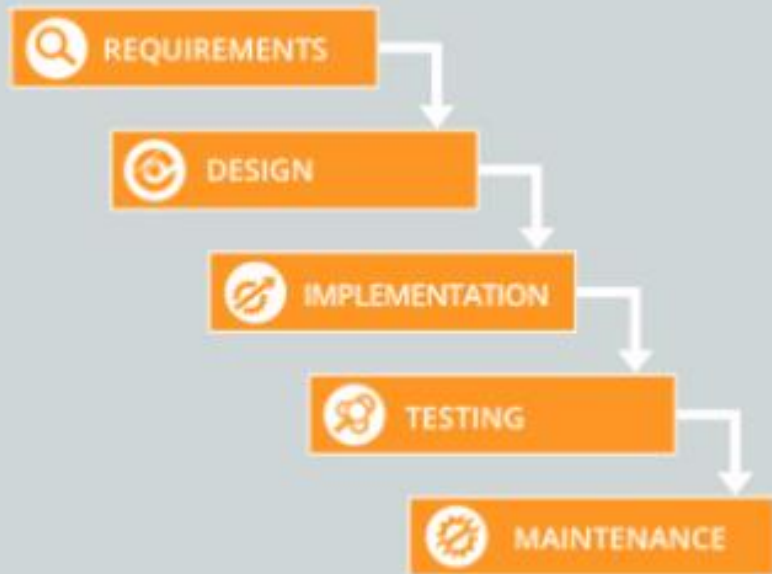 REQUIREMENTS
DESIGN
IMPLEMENTATION
TESTING
MAINTENANCE